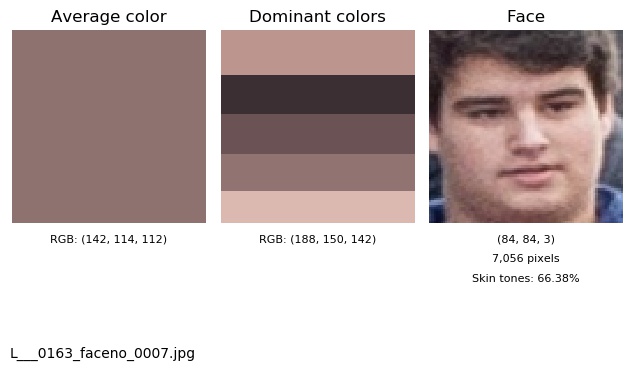 Average color
Dominant colors
Face
RGB: (142, 114, 112)
RGB: (188, 150, 142)
(84, 84, 3)
7,056 pixels
Skin tones: 66.38%
L___0163_faceno_0007.jpg